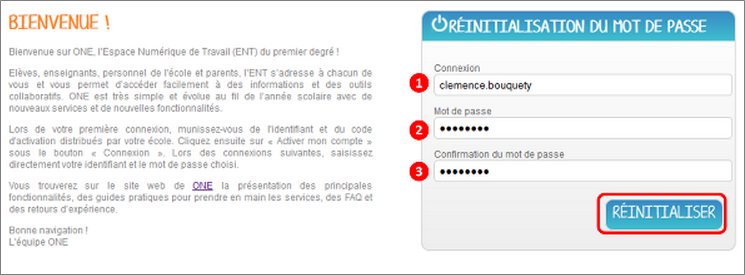 BIENVENUE !
Bienvenue sur ONE, l'Espace Numérique de Travail (ENT) du premier degré !
Elèves, enseignants, personnel de l'école et parents, l'ENT s'adresse à chacun de
vous et vous permet d'accéder facilement à des informations et des outils
collaboratifs. ONE est très simple et évolue au fil de l'année scolaire avec de
nouveaux services et de nouvelles fonctionnalités.
Lors de votre première connexion, munissez-vous de l'identifiant et du code
d'activation distribués par votre école. Cliquez ensuite sur « Activer mon compte »
sous le bouton « Connexion ». Lors des connexions suivantes, saisissez
directement votre identifiant et le mot de passe choisi.
Vous trouverez sur le site web de ONE la présentation des principales
fonctionnalités, des guides pratiques pour prendre en main les services, des FAQ et
des retours d'expérience.
Bonne navigation !
L'équipe ONE
RÉINITIALISATION DU MOT DE PASSE
Connexion
1 clemence.bouquety
Mot de passe
2 ••••••••
Confirmation du mot de passe
3 ••••••••
RÉINITIALISER